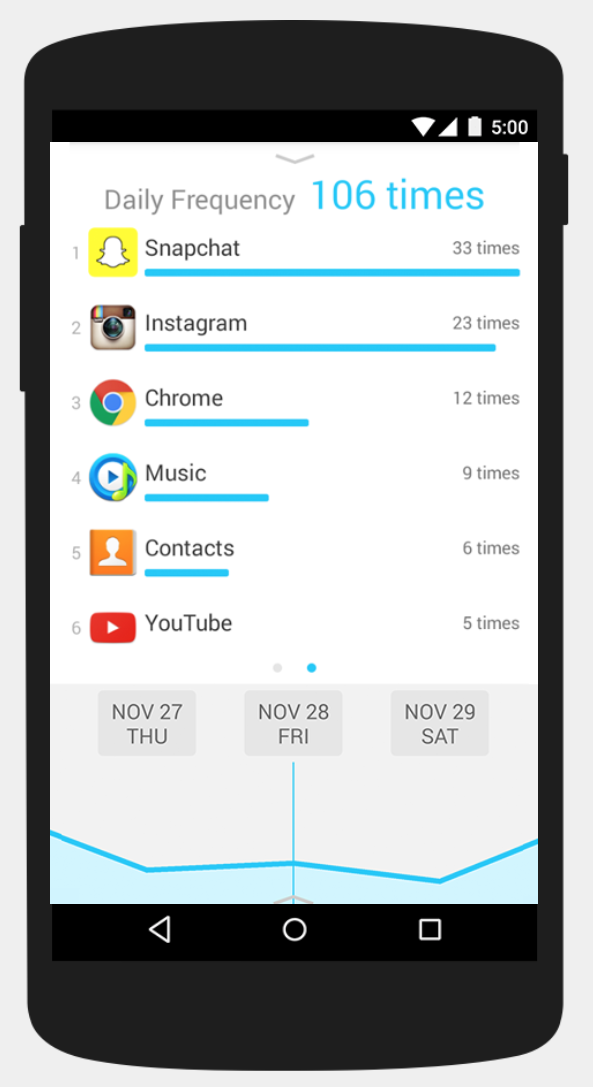 5:00
Daily Frequency 106 times
1 Snapchat 33 times
2 Instagram 23 times
3 Chrome 12 times
4 Music 9 times
5 Contacts 6 times
6 YouTube 5 times
NOV 27 NOV 28 NOV 29
THU FRI SAT